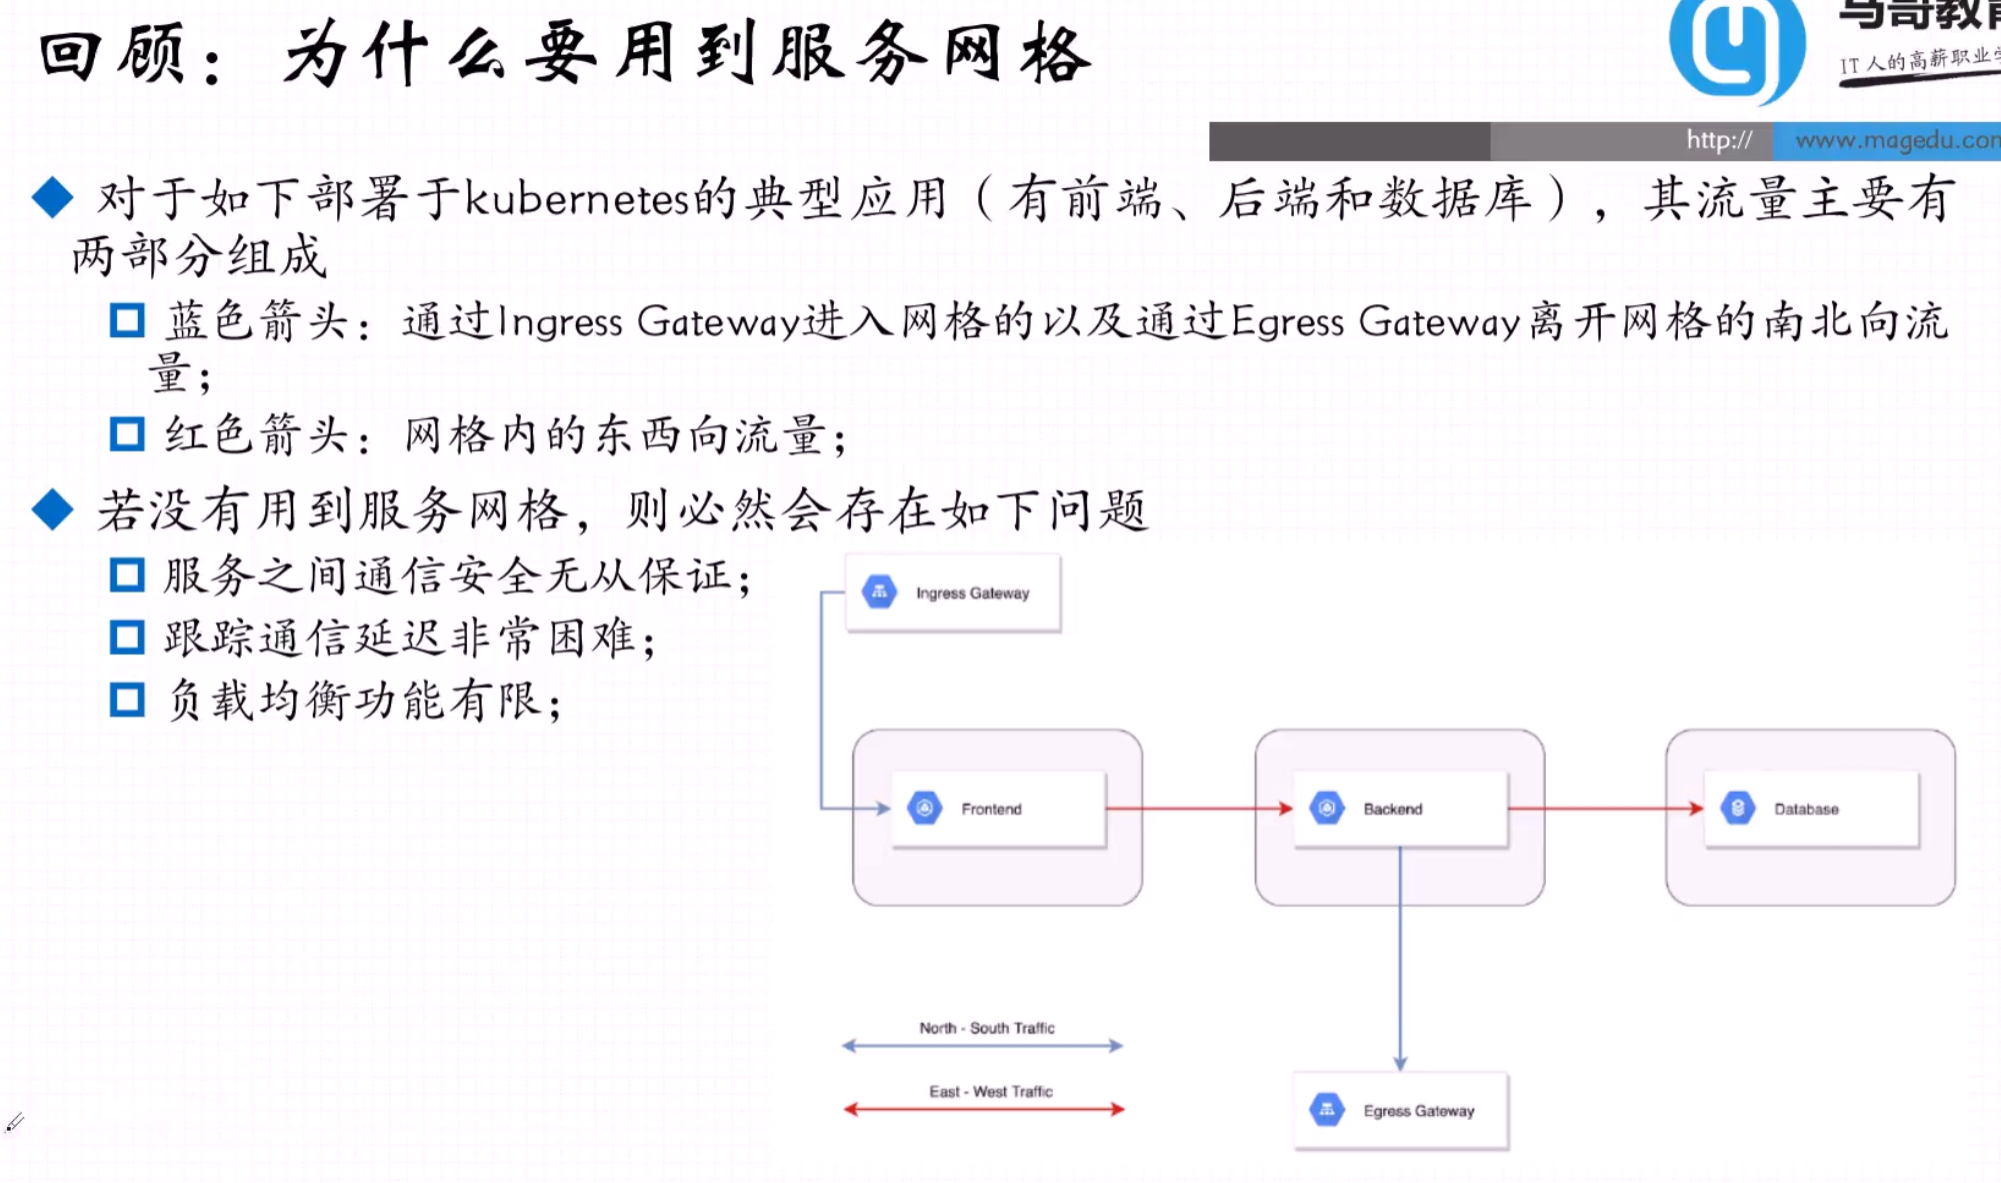 回顾：为什么要用到服务网格
马哥教育
IT人的高薪职业学
http:// www.magedu.com
对于如下部署于kubernetes的典型应用（有前端、后端和数据库），其流量主要有
两部分组成
蓝色箭头：通过Ingress Gateway进入网格的以及通过Egress Gateway离开网格的南北向流
量；
红色箭头：网格内的东西向流量；
若没有用到服务网格，则必然会存在如下问题
服务之间通信安全无从保证；
跟踪通信延迟非常困难；
负载均衡功能有限；
Ingress Gateway
Frontend
Backend
Database
North - South Traffic
East - West Traffic
Egress Gateway